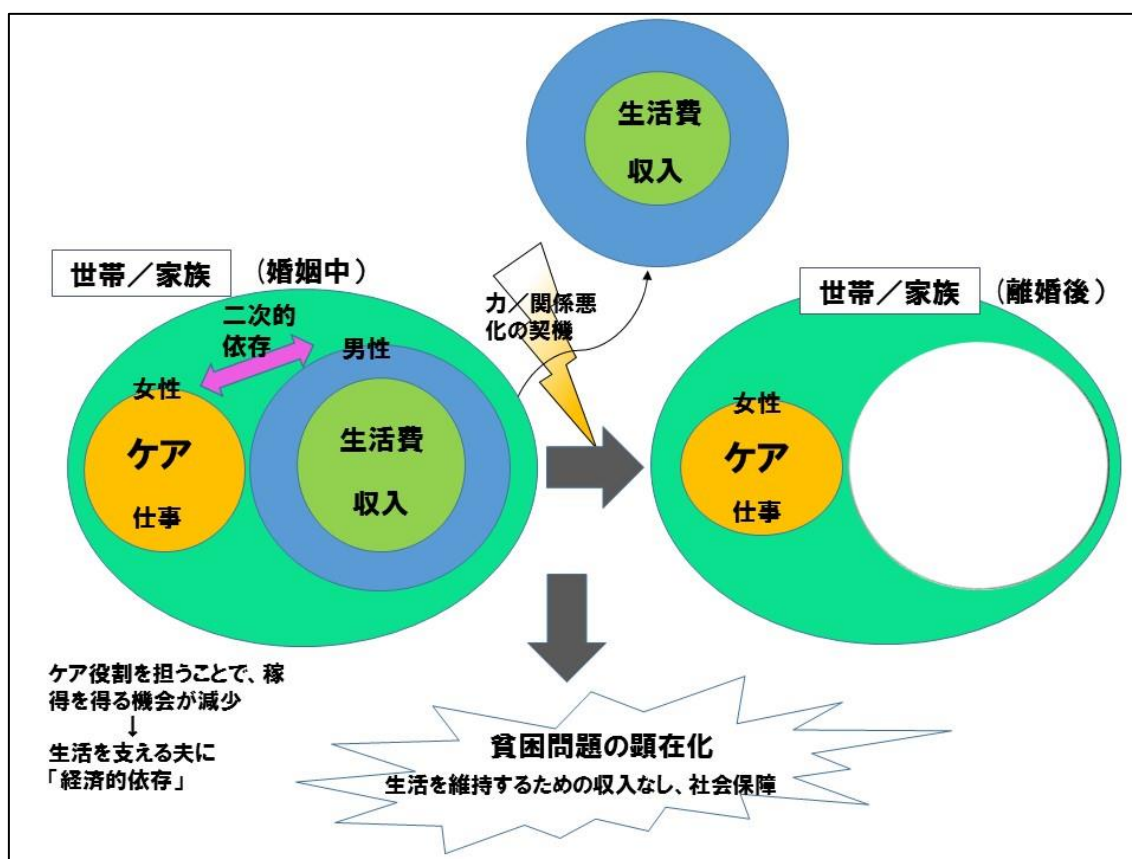 生活費
収入
世帯／家族 (婚姻中)
二次的
依存
男性
女性
ケア
仕事
生活費
収入
力／関係悪
化の契機
世帯／家族 (離婚後)
女性
ケア
仕事
ケア役割を担うことで、稼
得を得る機会が減少
↓
生活を支える夫に
「経済的依存」
貧困問題の顕在化
生活を維持するための収入なし、社会保障